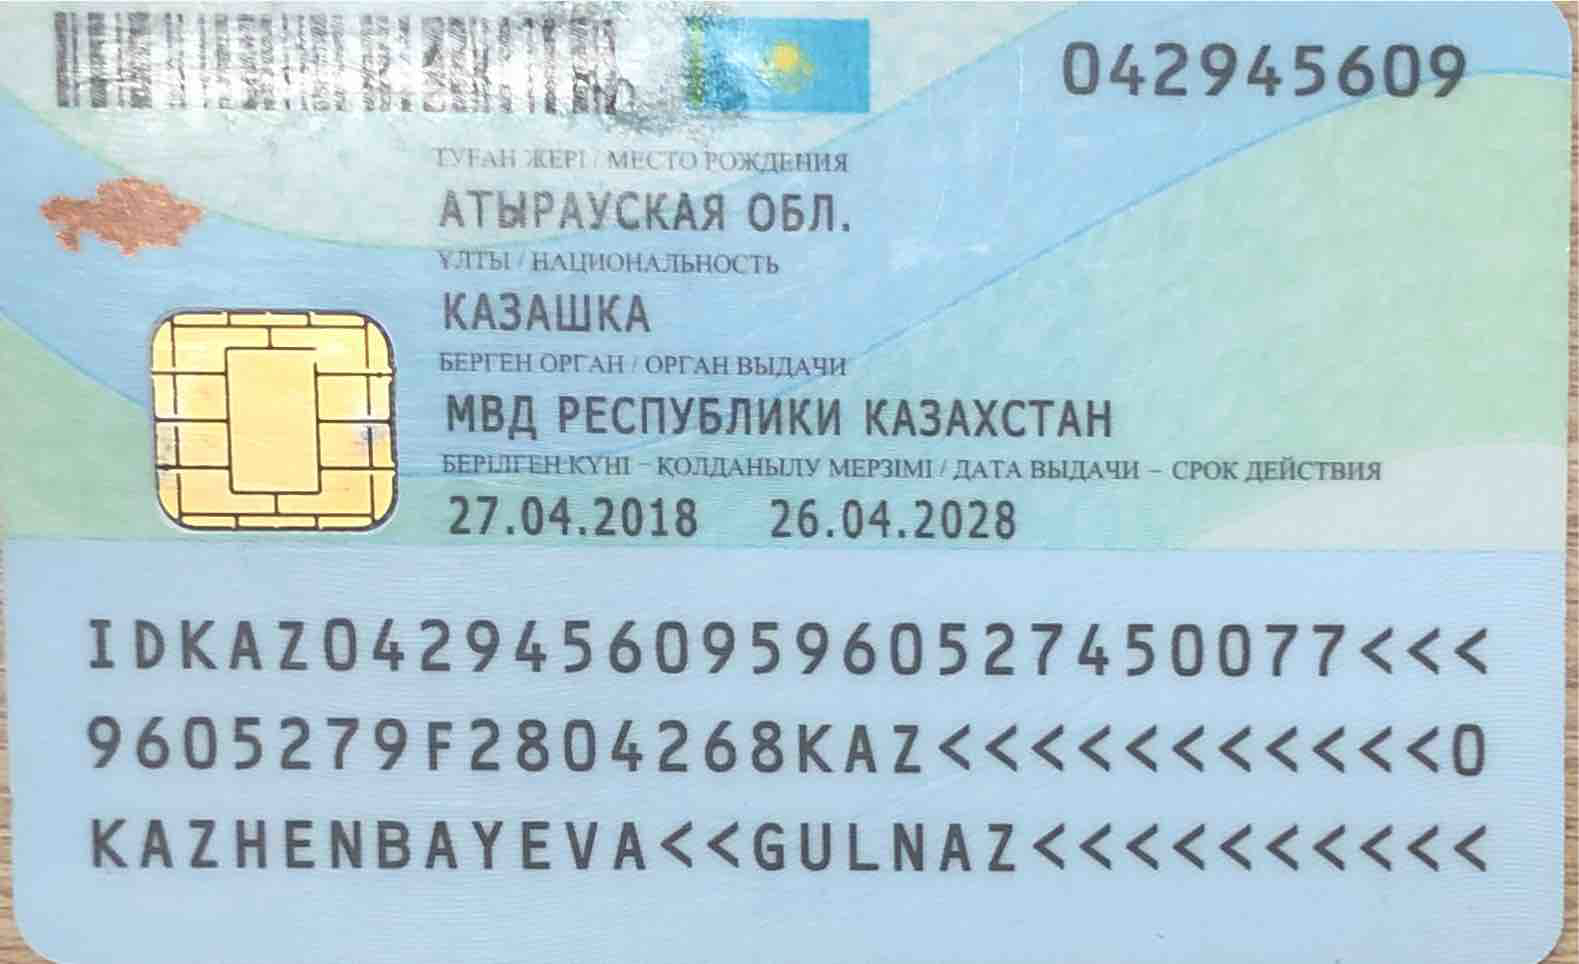 042945609
ТУҒАН ЖЕРІ / МЕСТО РОЖДЕНИЯ
АТЫРАУСКАЯ ОБЛ.
ҰЛТЫ / НАЦИОНАЛЬНОСТЬ
КАЗАШКА
БЕРГЕН ОРГАН / ОРГАН ВЫДАЧИ
МВД РЕСПУБЛИКИ КАЗАХСТАН
БЕРІЛГЕН КҮНІ – ҚОЛДАНЫЛУ МЕРЗІМІ / ДАТА ВЫДАЧИ – СРОК ДЕЙСТВИЯ
27.04.2018 26.04.2028
IDKAZ0429456095960527450077<<<
9605279F2804268KAZ<<<<<<<<<<<0
KAZHENBAYEVA<<GULNAZ<<<<<<<<<<